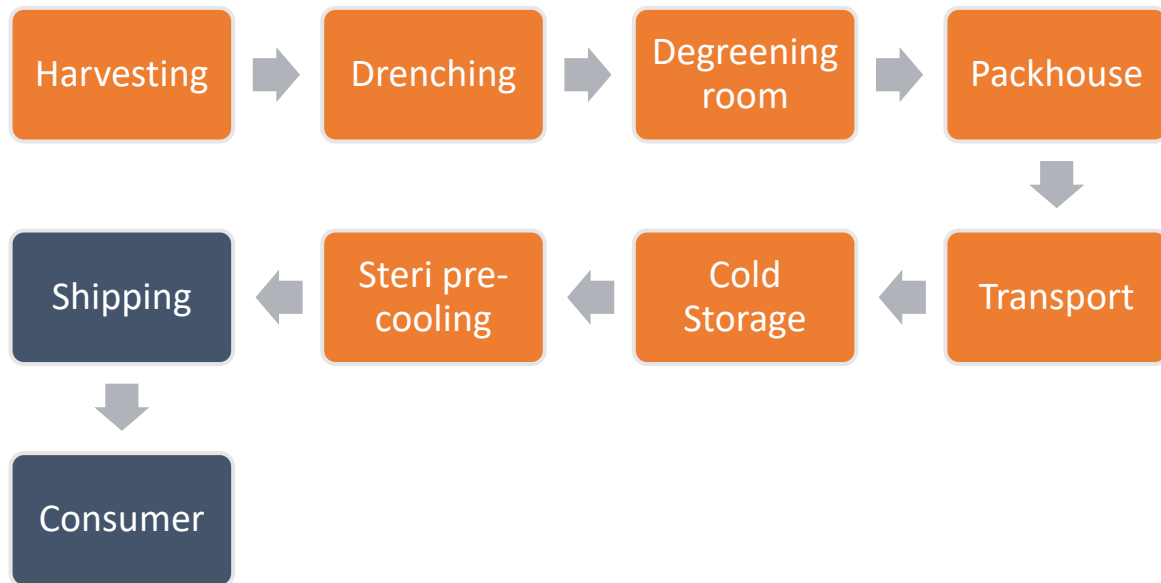 Harvesting
Drenching
Degreening
room
Packhouse
Transport
Cold
Storage
Steri pre-
cooling
Shipping
Consumer